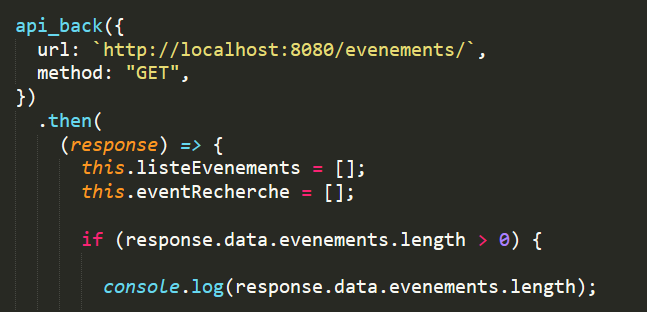 api_back({
  url: `http://localhost:8080/evenements/`,
  method: "GET",
})
  .then(
    (response) => {
      this.listeEvenements = [];
      this.eventRecherche = [];

      if (response.data.evenements.length > 0) {

        console.log(response.data.evenements.length);